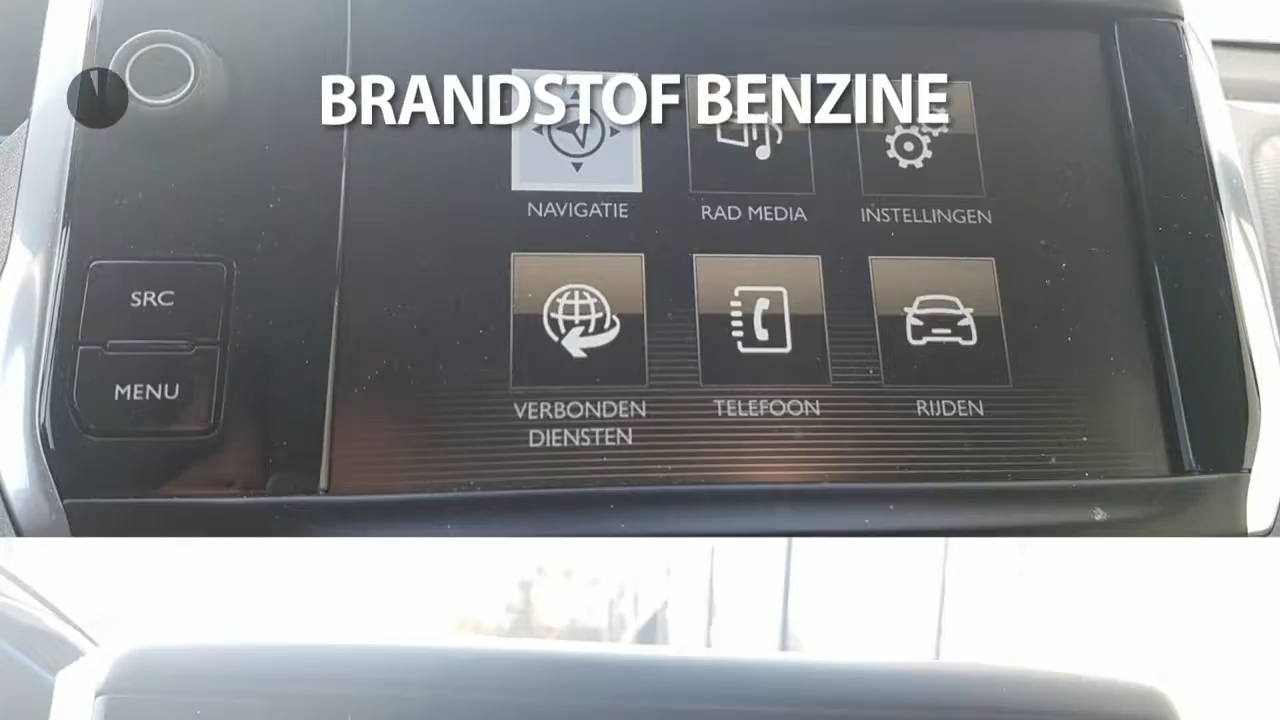 BRANDSTOF BENZINE
NAVIGATIE
RAD MEDIA
INSTELLINGEN
SRC
MENU
VERBONDEN
DIENSTEN
TELEFOON
RIJDEN